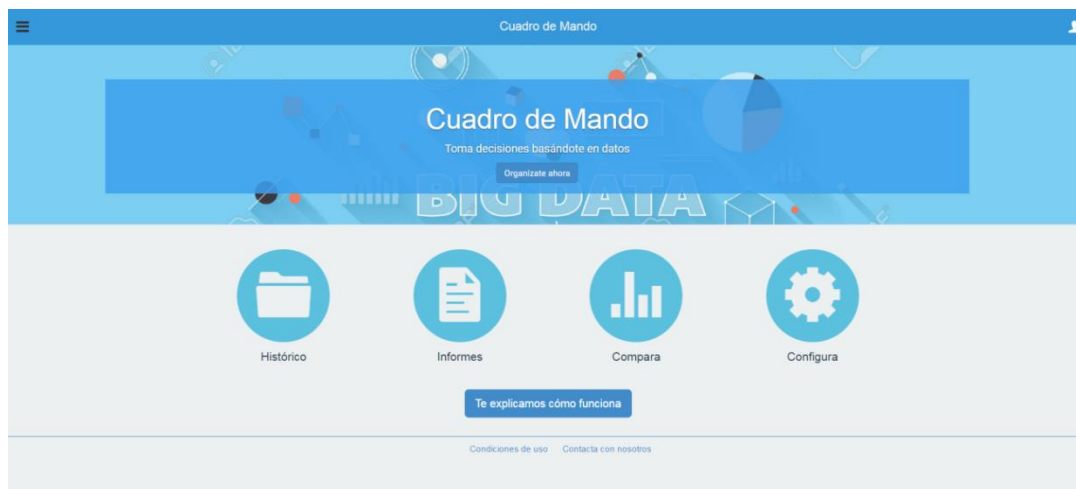 Cuadro de Mando
Cuadro de Mando
Toma decisiones basándote en datos
Organízate ahora
BIG DATA
Histórico Informes Compara Configura
Te explicamos cómo funciona
Condiciones de uso Contacta con nosotros